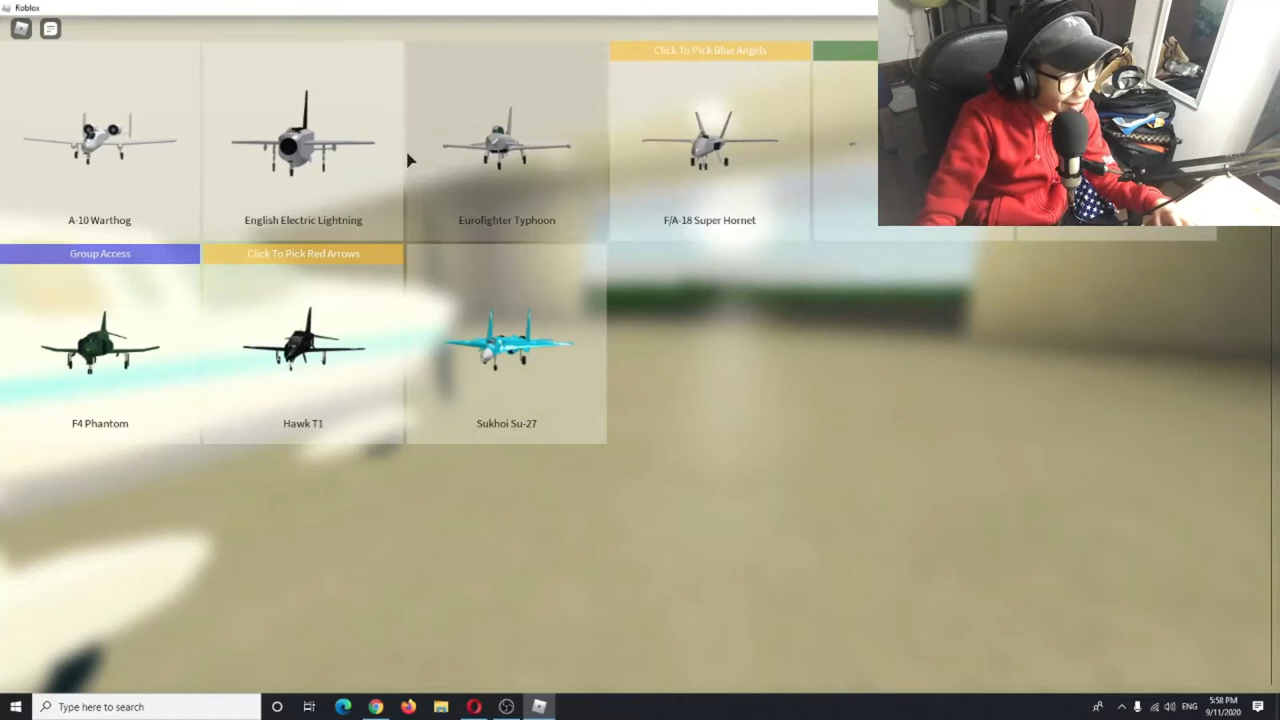 Roblox
Click To Pick Blue Angels
A-10 Warthog
English Electric Lightning
Eurofighter Typhoon
F/A-18 Super Hornet
Group Access
Click To Pick Red Arrows
F4 Phantom
Hawk T1
Sukhoi Su-27
Type here to search
ENG
5:58 PM
9/11/2020